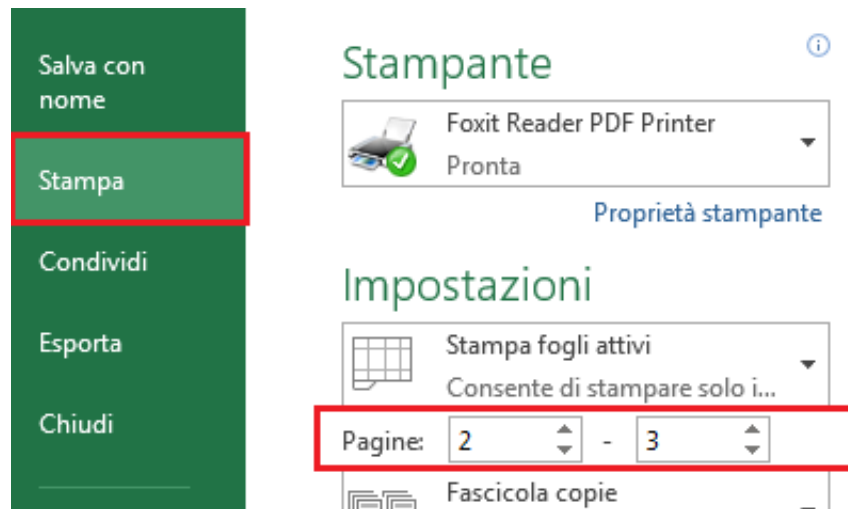 Salva con
nome
Stampa
Condividi
Esporta
Chiudi
Stampante
Foxit Reader PDF Printer
Pronta
Proprietà stampante
Impostazioni
Stampa fogli attivi
Consente di stampare solo i...
Pagine: 2 - 3
Fascicola copie